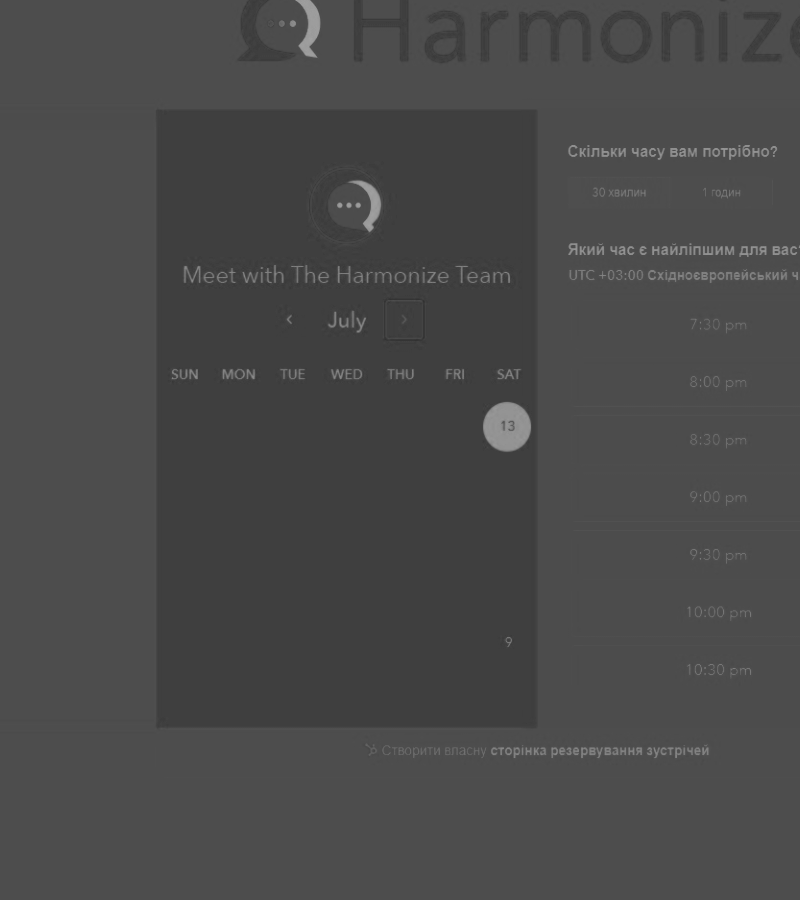 Harmonize
Meet with The Harmonize Team
July
SUN MON TUE WED THU FRI SAT
13
9
Скільки часу вам потрібно?
30 хвилин 1 годин
Який час є найліпшим для вас
UTC +03:00 Східноєвропейський ч
7:30 pm
8:00 pm
8:30 pm
9:00 pm
9:30 pm
10:00 pm
10:30 pm
Створити власну сторінка резервування зустрічей